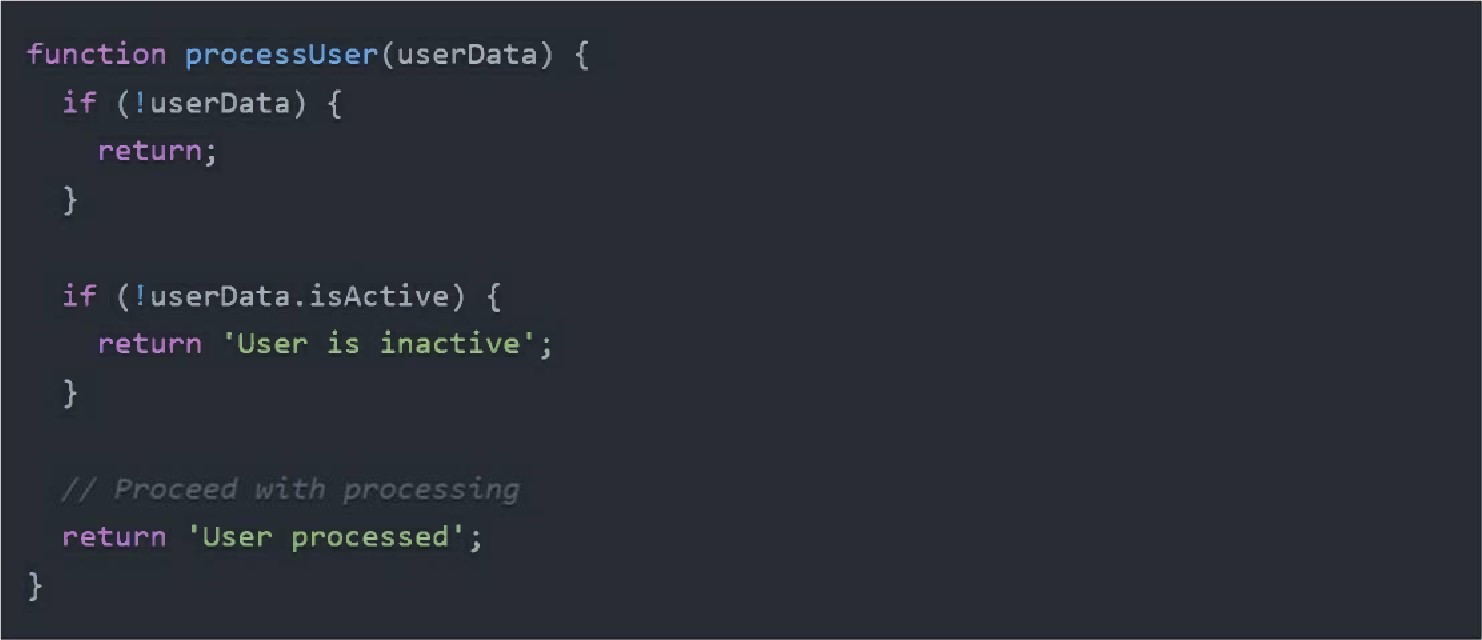 function processUser(userData) {
  if (!userData) {
    return;
  }

  if (!userData.isActive) {
    return 'User is inactive';
  }

  // Proceed with processing
  return 'User processed';
}